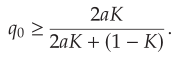 q₀ ≥ 2aK / (2aK + (1 − K)).